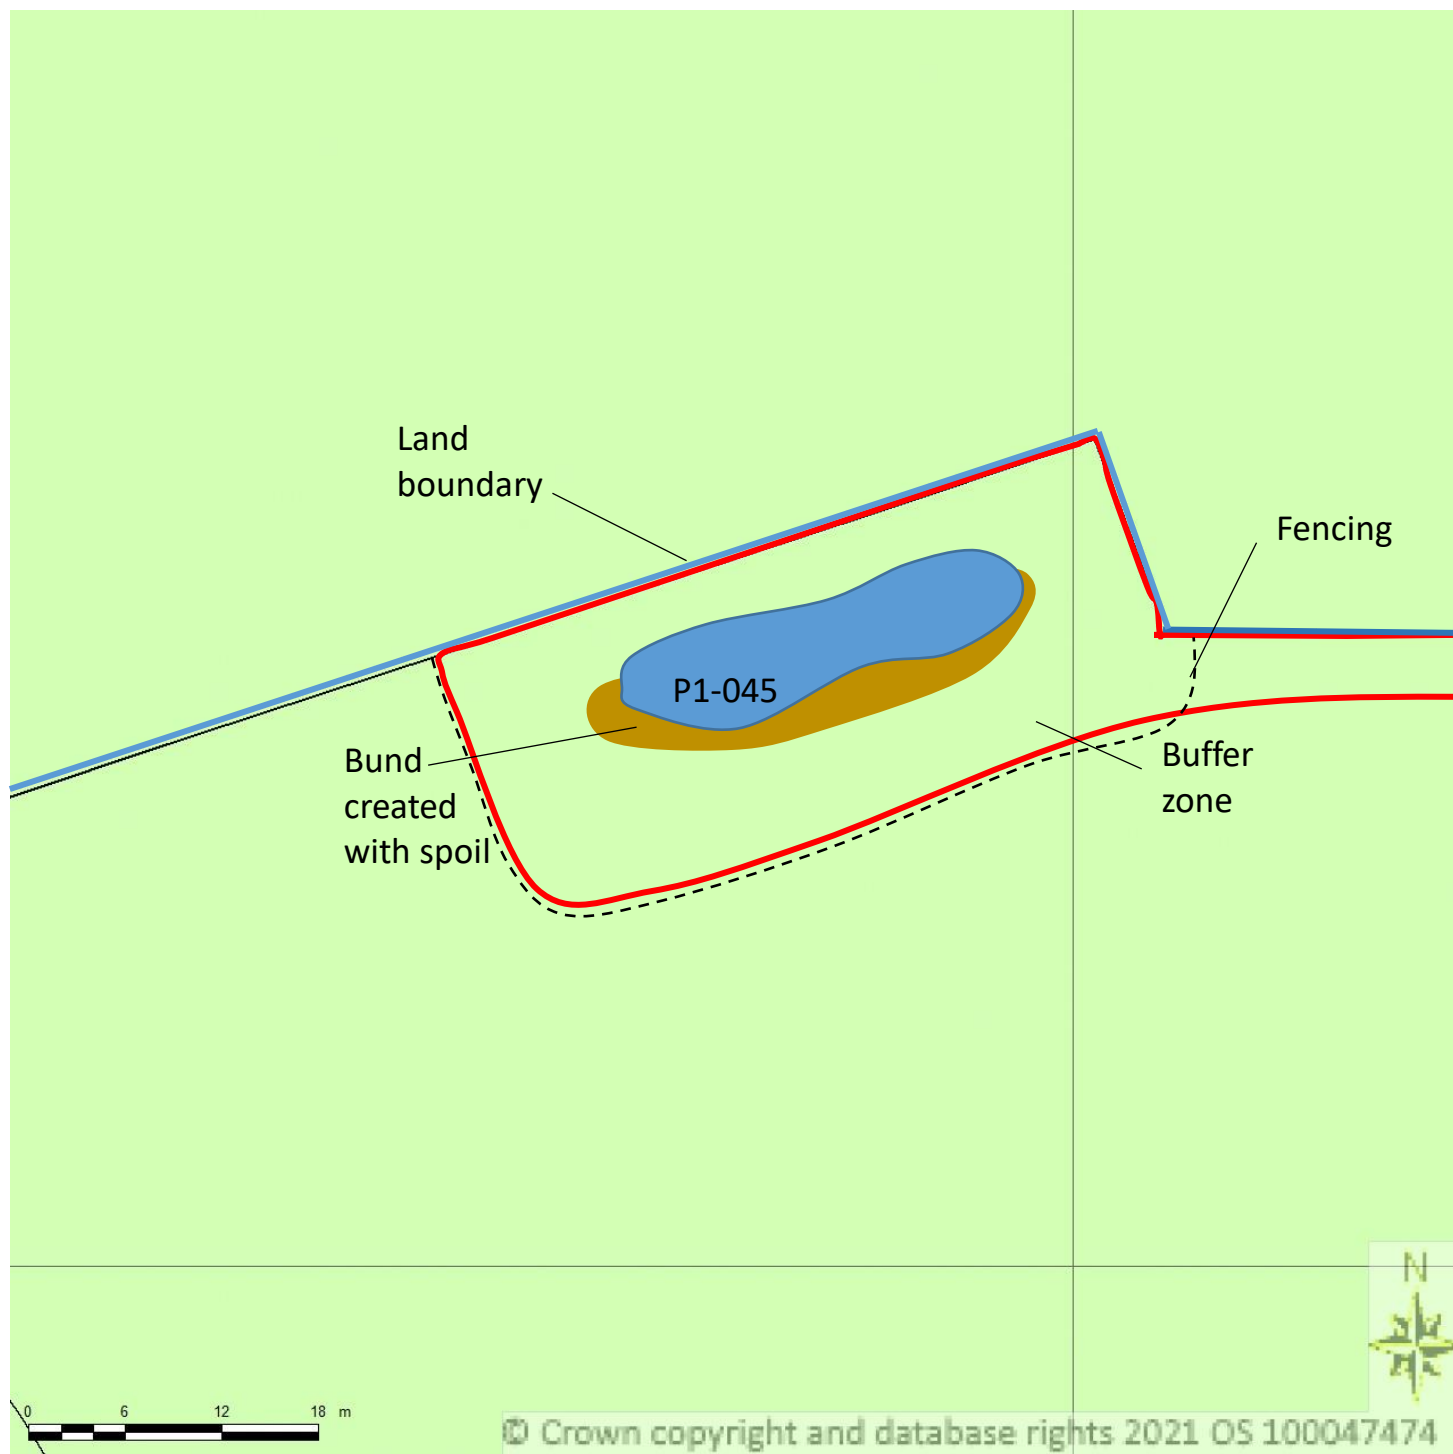 Land
boundary
Fencing
P1-045
Bund
created
with spoil
Buffer
zone
N
0 6 12 18 m
© Crown copyright and database rights 2021 OS 100047474